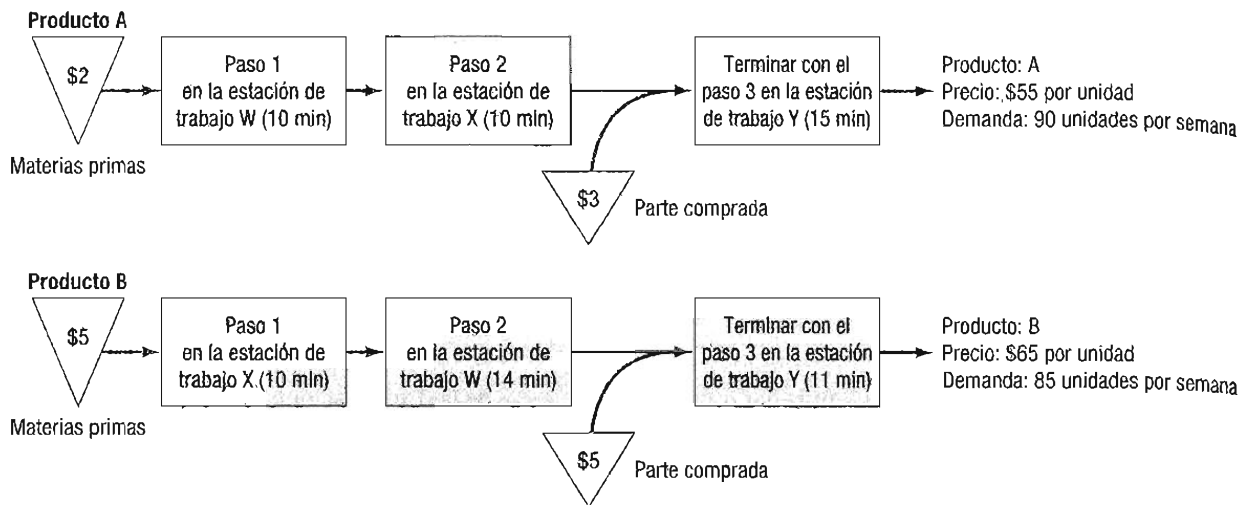 Producto A
$2
Materias primas
Paso 1
en la estación de
trabajo W (10 min)
Paso 2
en la estación de
trabajo X (10 min)
$3
Parte comprada
Terminar con el
paso 3 en la estación
de trabajo Y (15 min)
Producto: A
Precio: $55 por unidad
Demanda: 90 unidades por semana
Producto B
$5
Materias primas
Paso 1
en la estación de
trabajo X (10 min)
Paso 2
en la estación de
trabajo W (14 min)
$5
Parte comprada
Terminar con el
paso 3 en la estación
de trabajo Y (11 min)
Producto: B
Precio: $65 por unidad
Demanda: 85 unidades por semana